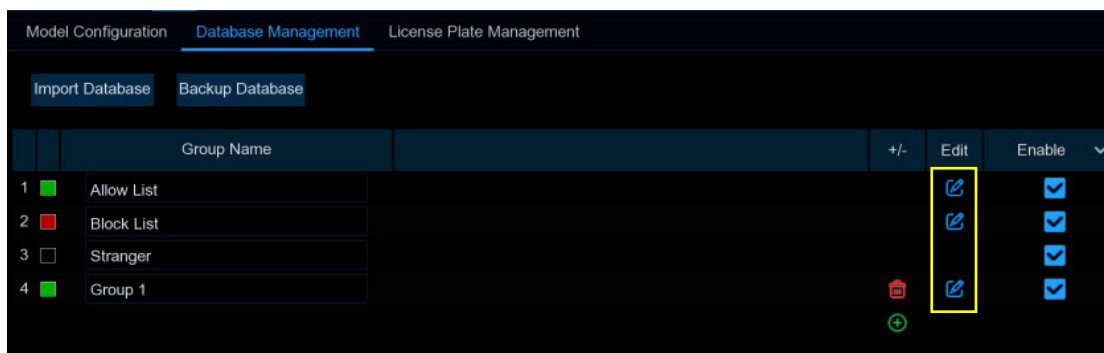 Model Configuration Database Management License Plate Management
Import Database Backup Database
Group Name +/- Edit Enable
1 Allow List
2 Block List
3 Stranger
4 Group 1